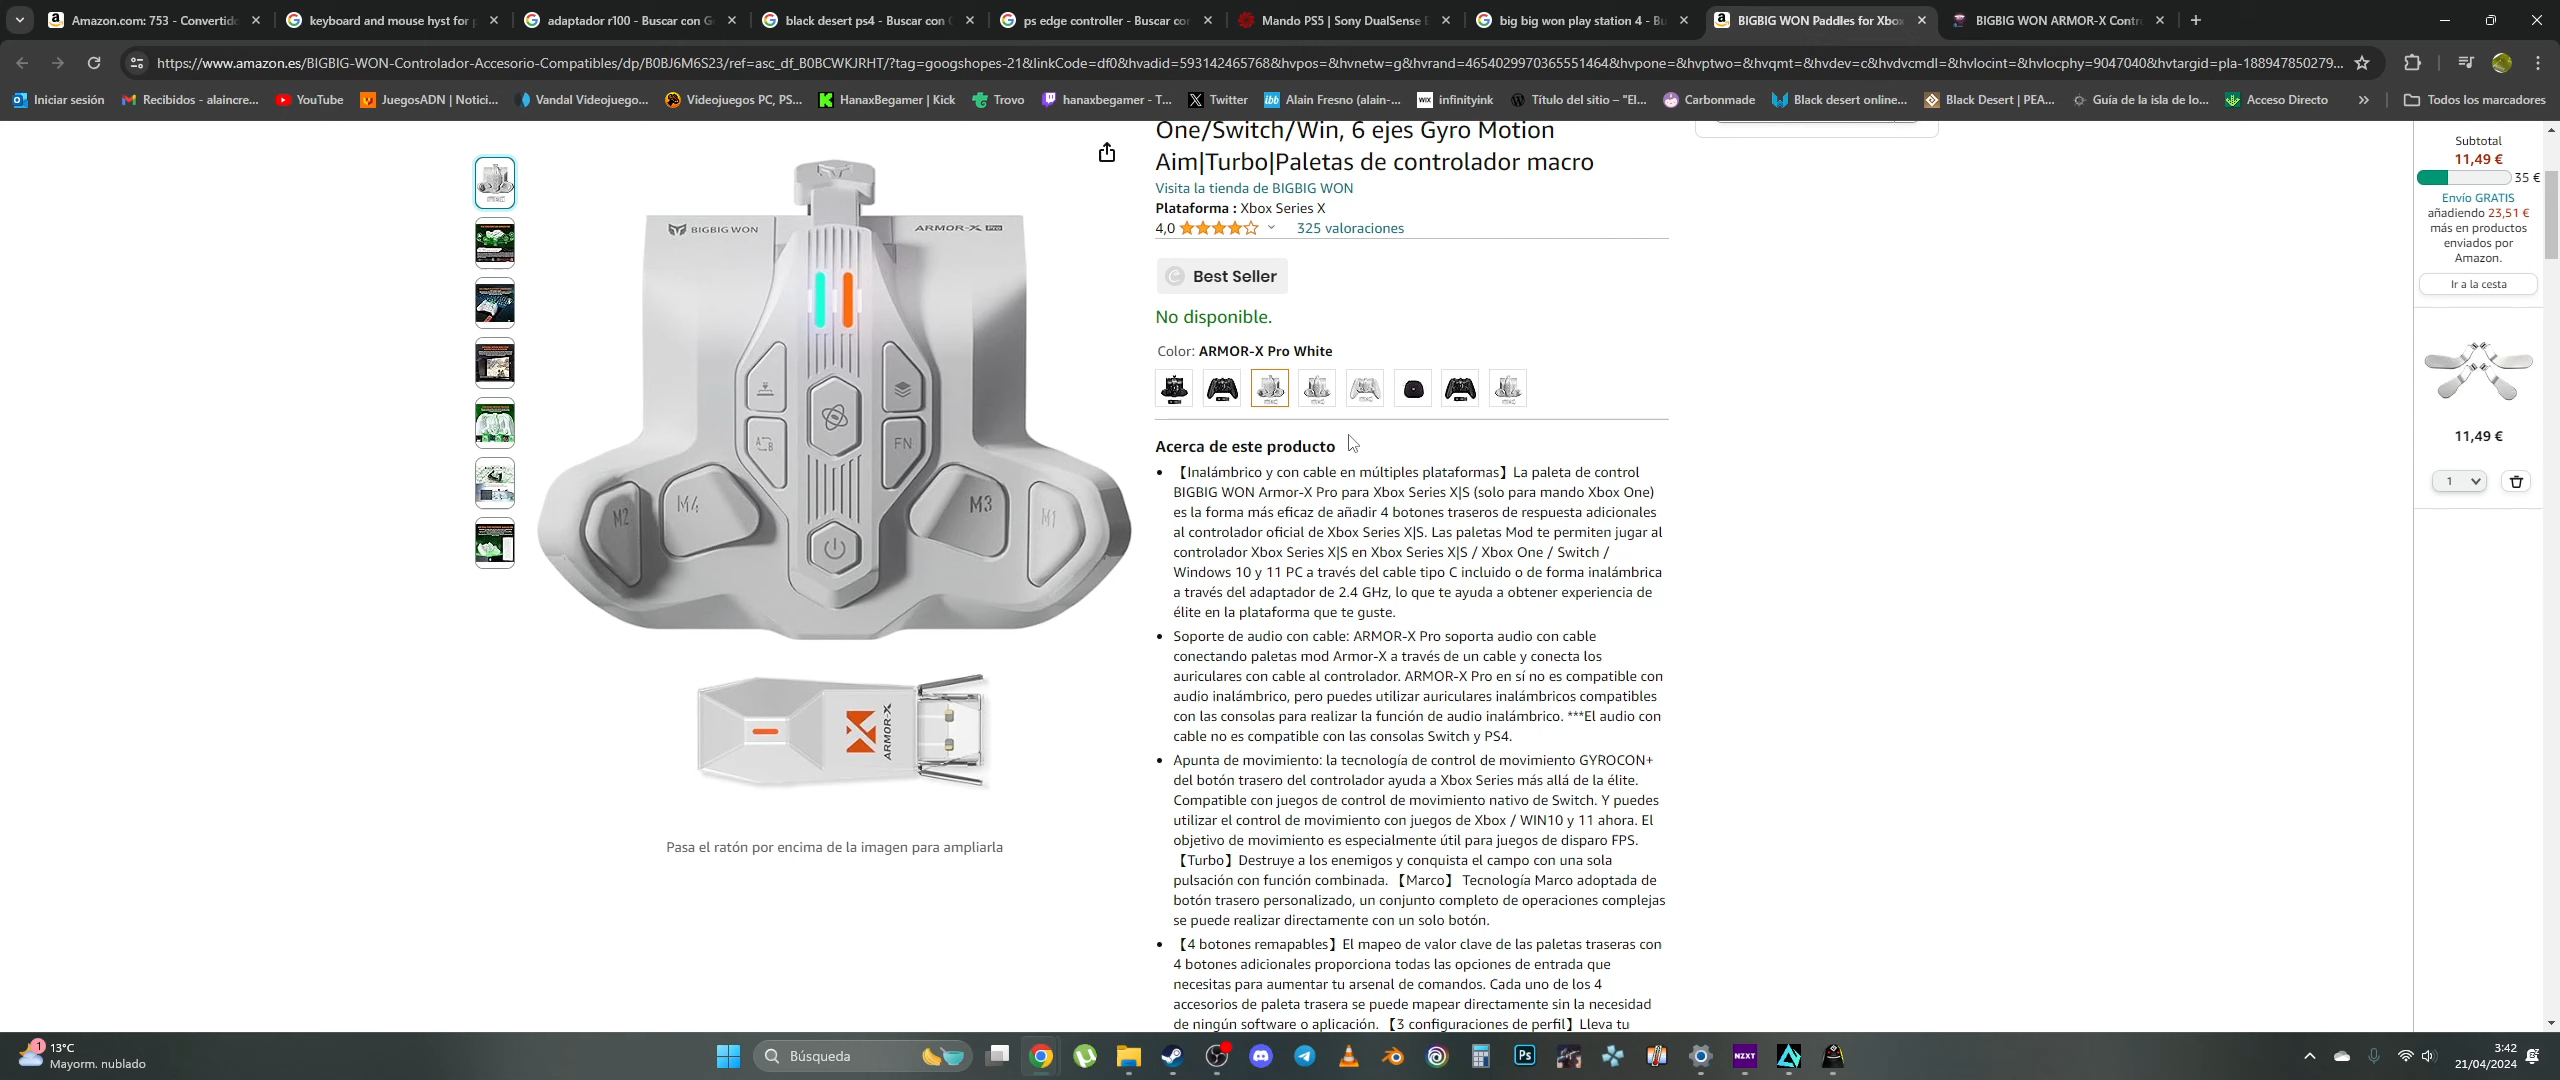 Amazon.com: 753 - Convertido
keyboard and mouse hyst for p
adaptador r100 - Buscar con G
black desert ps4 - Buscar con G
ps edge controller - Buscar con
Mando PS5 | Sony DualSense E
big big won play station 4 - Bu
BIGBIG WON Paddles for Xbox
BIGBIG WON ARMOR-X Contr
https://www.amazon.es/BIGBIG-WON-Controlador-Accesorio-Compatibles/dp/B0BJ6M6S23/ref=asc_df_B0BCWKJRHT/?tag=googshopes-21&linkCode=df0&hvadid=593142465768&hvpos=&hvnetw=g&hvrand=4654029970365551464&hvpone=&hvptwo=&hvqmt=&hvdev=c&hvdvcmdl=&hvlocint=&hvlocphy=9047040&hvtargid=pla-188947850279...
Iniciar sesión
Recibidos - alaincre...
YouTube
JuegosADN | Notici...
Vandal Videojuego...
Videojuegos PC, PS...
HanaxBegamer | Kick
Trovo
hanaxbegamer - T...
Twitter
Alain Fresno (alain-...
infinityink
Título del sitio – "El...
Carbonmade
Black desert online...
Black Desert | PEA...
Guía de la isla de lo...
Acceso Directo
»
Todos los marcadores
One/Switch/Win, 6 ejes Gyro Motion
Aim|Turbo|Paletas de controlador macro
Visita la tienda de BIGBIG WON
Plataforma : Xbox Series X
4,0
325 valoraciones
Best Seller
No disponible.
Color: ARMOR-X Pro White
Acerca de este producto
• 【Inalámbrico y con cable en múltiples plataformas】La paleta de control
BIGBIG WON Armor-X Pro para Xbox Series X|S (solo para mando Xbox One)
es la forma más eficaz de añadir 4 botones traseros de respuesta adicionales
al controlador oficial de Xbox Series X|S. Las paletas Mod te permiten jugar al
controlador Xbox Series X|S en Xbox Series X|S / Xbox One / Switch /
Windows 10 y 11 PC a través del cable tipo C incluido o de forma inalámbrica
a través del adaptador de 2.4 GHz, lo que te ayuda a obtener experiencia de
élite en la plataforma que te guste.
• Soporte de audio con cable: ARMOR-X Pro soporta audio con cable
conectando paletas mod Armor-X a través de un cable y conecta los
auriculares con cable al controlador. ARMOR-X Pro en sí no es compatible con
audio inalámbrico, pero puedes utilizar auriculares inalámbricos compatibles
con las consolas para realizar la función de audio inalámbrico. ***El audio con
cable no es compatible con las consolas Switch y PS4.
• Apunta de movimiento: la tecnología de control de movimiento GYROCON+
del botón trasero del controlador ayuda a Xbox Series más allá de la élite.
Compatible con juegos de control de movimiento nativo de Switch. Y puedes
utilizar el control de movimiento con juegos de Xbox / WIN10 y 11 ahora. El
objetivo de movimiento es especialmente útil para juegos de disparo FPS.
【Turbo】Destruye a los enemigos y conquista el campo con una sola
pulsación con función combinada. 【Marco】 Tecnología Marco adoptada de
botón trasero personalizado, un conjunto completo de operaciones complejas
se puede realizar directamente con un solo botón.
• 【4 botones remapables】El mapeo de valor clave de las paletas traseras con
4 botones adicionales proporciona todas las opciones de entrada que
necesitas para aumentar tu arsenal de comandos. Cada uno de los 4
accesorios de paleta trasera se puede mapear directamente sin la necesidad
de ningún software o aplicación. 【3 configuraciones de perfil】Lleva tu
BIGBIG WON
ARMOR-X Pro
A B
FN
M2
M4
M3
M1
ARMOR-X
Pasa el ratón por encima de la imagen para ampliarla
Subtotal
11,49 €
35 €
Envío GRATIS
añadiendo 23,51 €
más en productos
enviados por
Amazon.
Ir a la cesta
11,49 €
1
1
13°C
Mayorm. nublado
Búsqueda
Ps
NZXT
3:42
21/04/2024